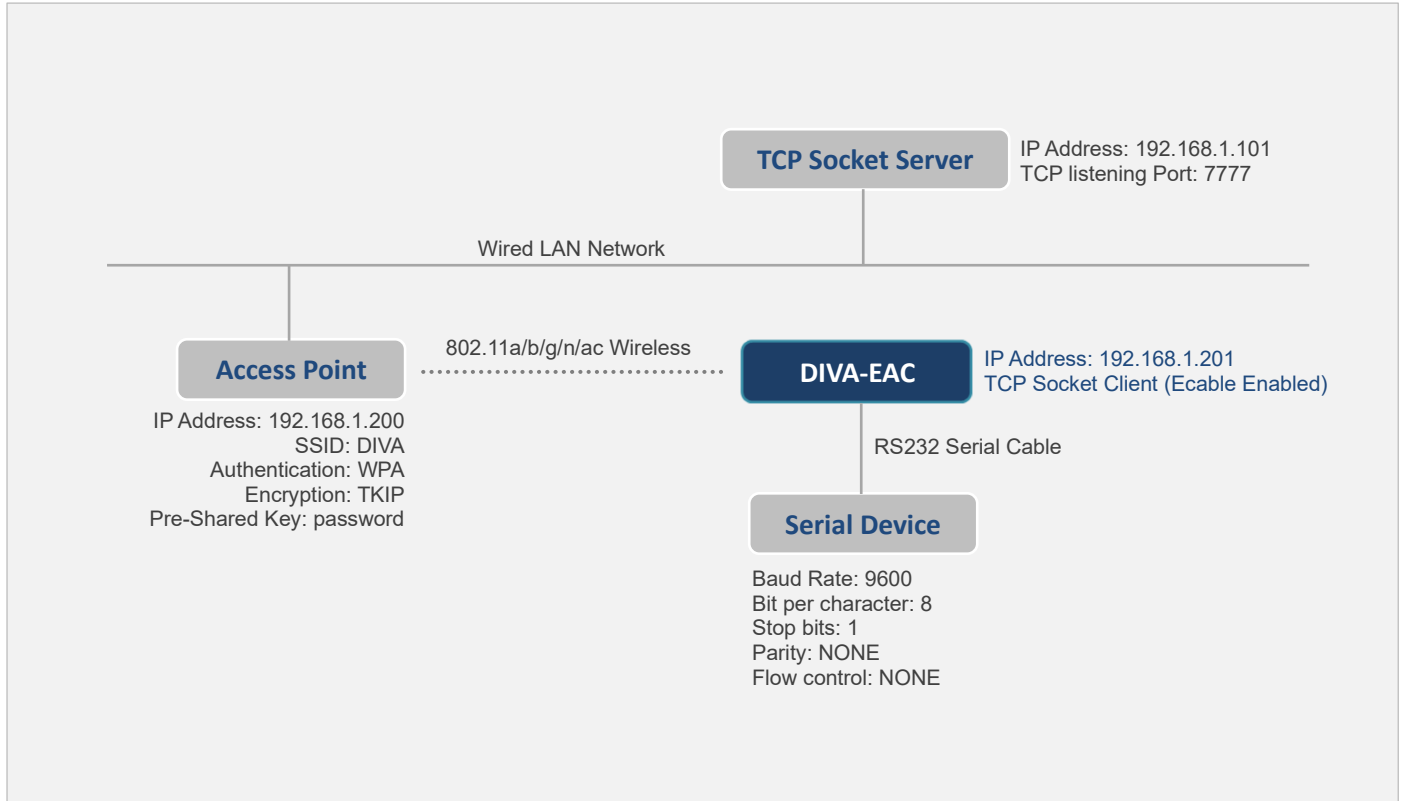 TCP Socket Server
IP Address: 192.168.1.101
TCP listening Port: 7777
Wired LAN Network
802.11a/b/g/n/ac Wireless
Access Point
IP Address: 192.168.1.200
SSID: DIVA
Authentication: WPA
Encryption: TKIP
Pre-Shared Key: password
DIVA-EAC
IP Address: 192.168.1.201
TCP Socket Client (Ecable Enabled)
RS232 Serial Cable
Serial Device
Baud Rate: 9600
Bit per character: 8
Stop bits: 1
Parity: NONE
Flow control: NONE